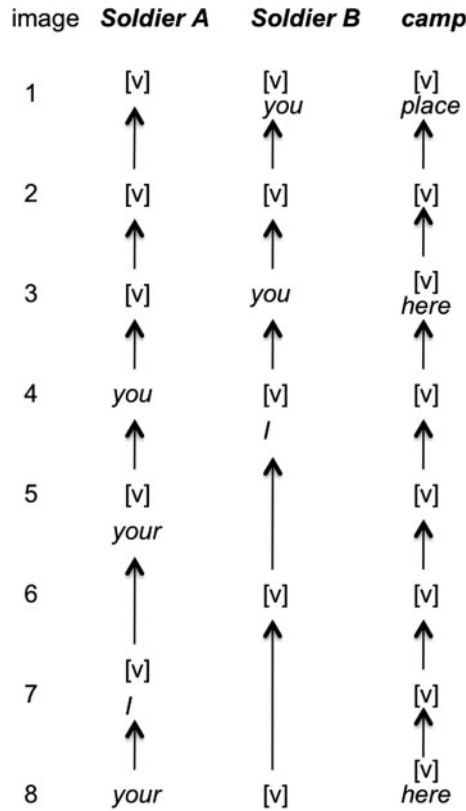 image Soldier A Soldier B camp
1 [v] [v] [v]
you place
2 [v] [v] [v]
3 [v] you [v]
here
4 you [v] [v]
I
5 [v] [v]
your
6 [v] [v]
[v]
7 [v]
I
[v]
8 your [v] here